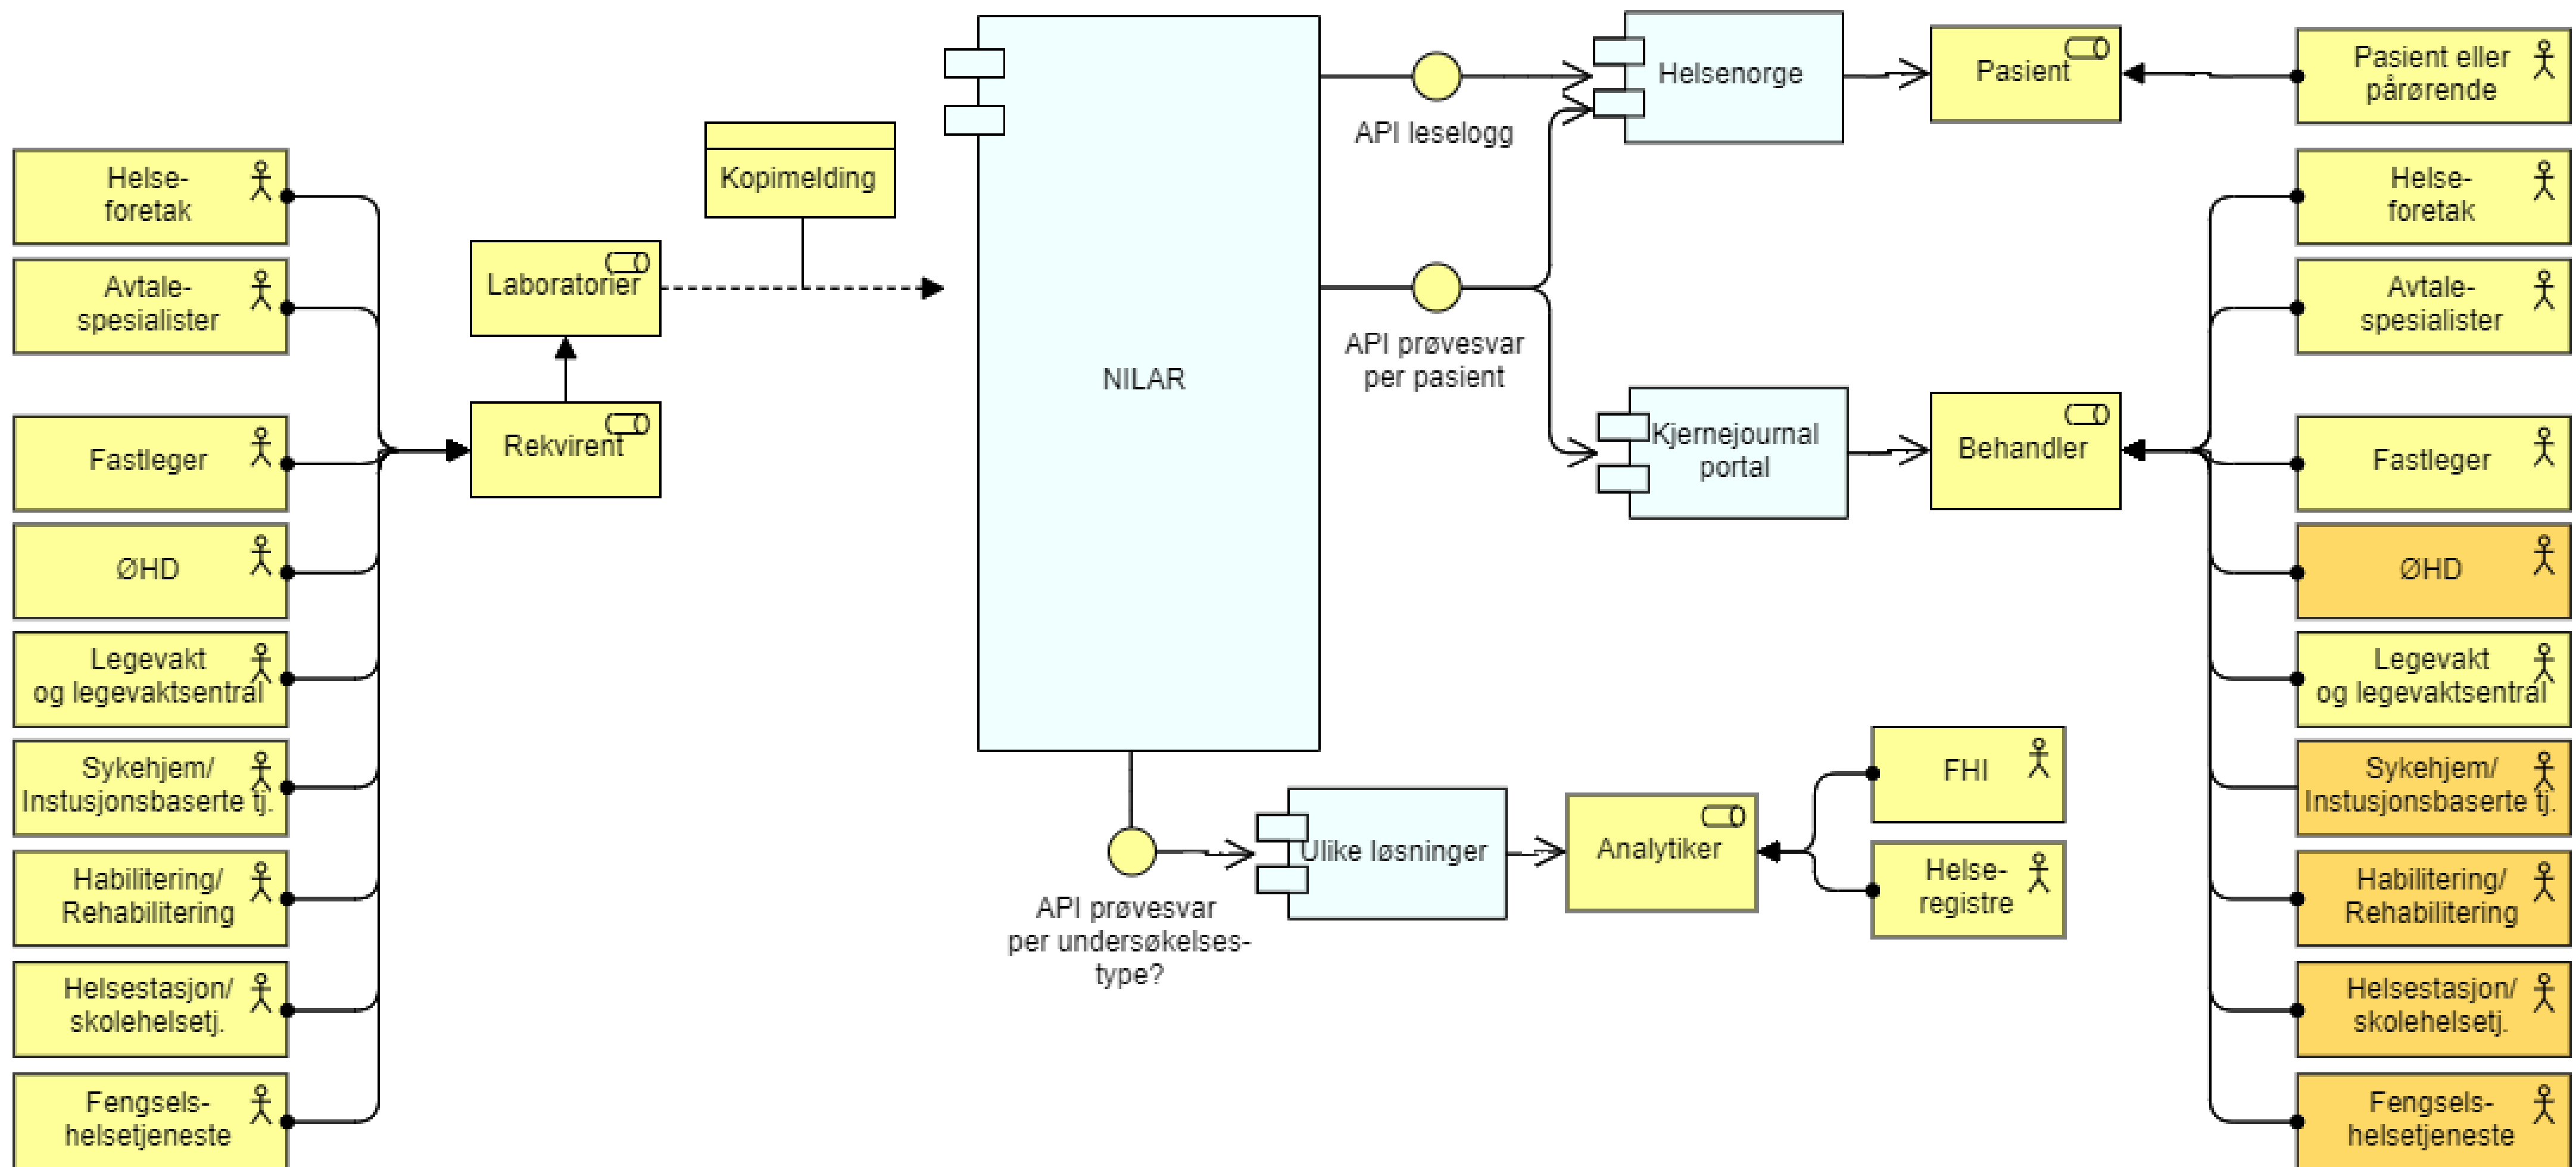 Helse-
foretak
Avtale-
spesialister
Fastleger
ØHD
Legevakt
og legevaktsentral
Sykehjem/
Instusjonsbaserte tj.
Habilitering/
Rehabilitering
Helsestasjon/
skolehelsetj.
Fengsels-
helsetjeneste
Laboratorier
Rekvirent
Kopimelding
NILAR
API leselogg
API prøvesvar
per pasient
API prøvesvar
per undersøkelses-
type?
Helsenorge
Kjernejournal
portal
Ulike løsninger
Pasient
Behandler
Analytiker
FHI
Helse-
registre
Pasient eller
pårørende
Helse-
foretak
Avtale-
spesialister
Fastleger
ØHD
Legevakt
og legevaktsentral
Sykehjem/
Instusjonsbaserte tj.
Habilitering/
Rehabilitering
Helsestasjon/
skolehelsetj.
Fengsels-
helsetjeneste